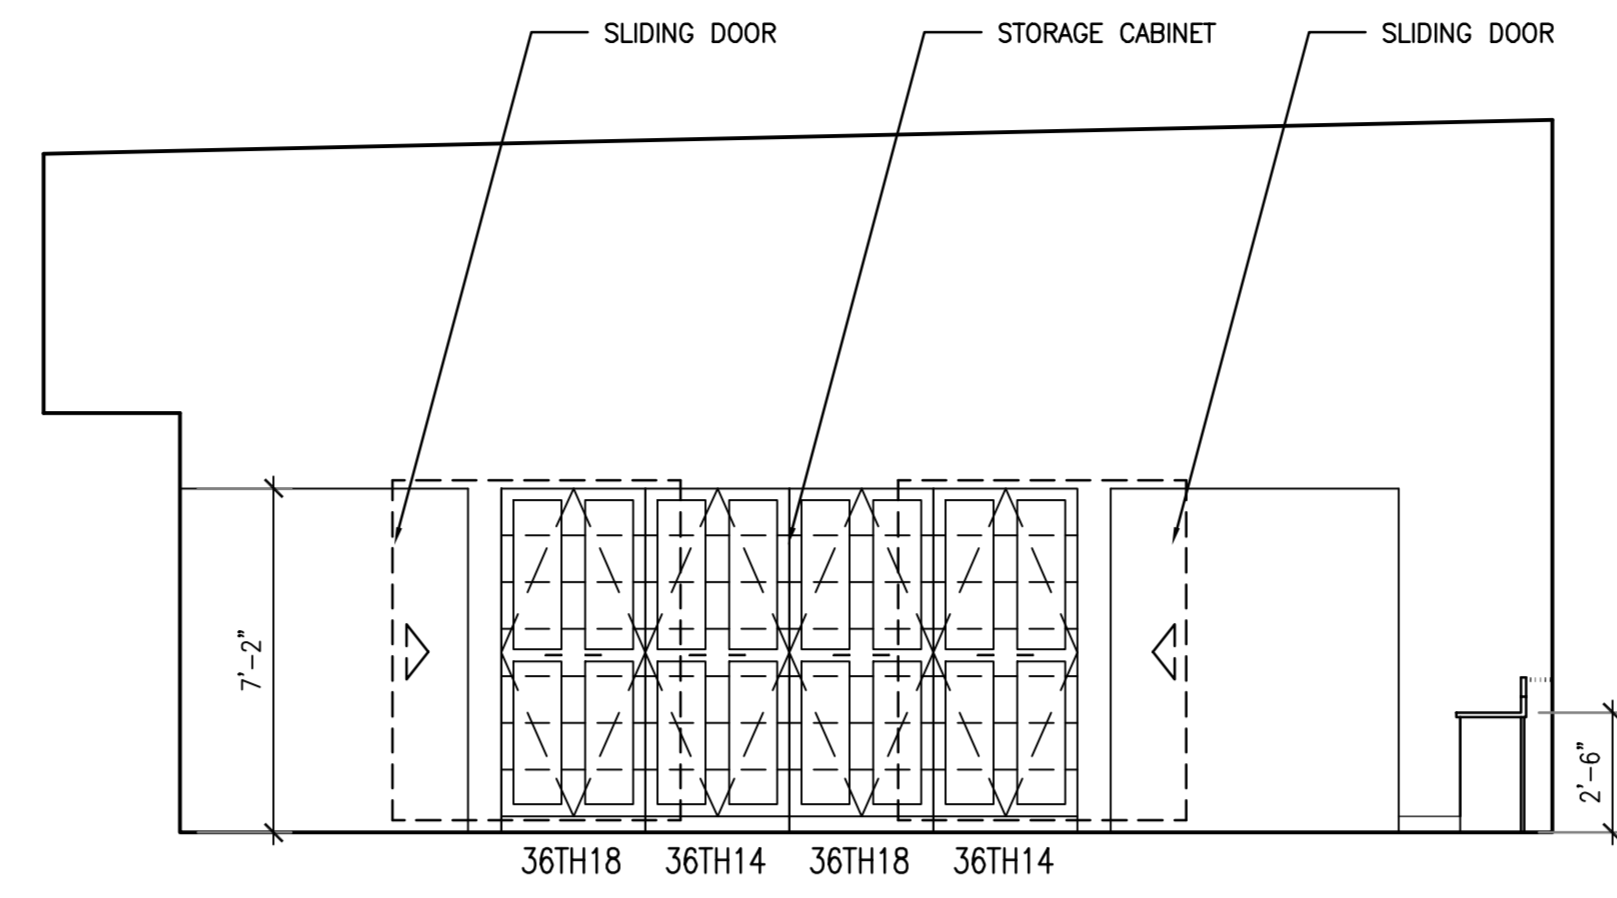 SLIDING DOOR
STORAGE CABINET
SLIDING DOOR
7'-2"
2'-6"
36TH18
36TH14
36TH18
36TH14